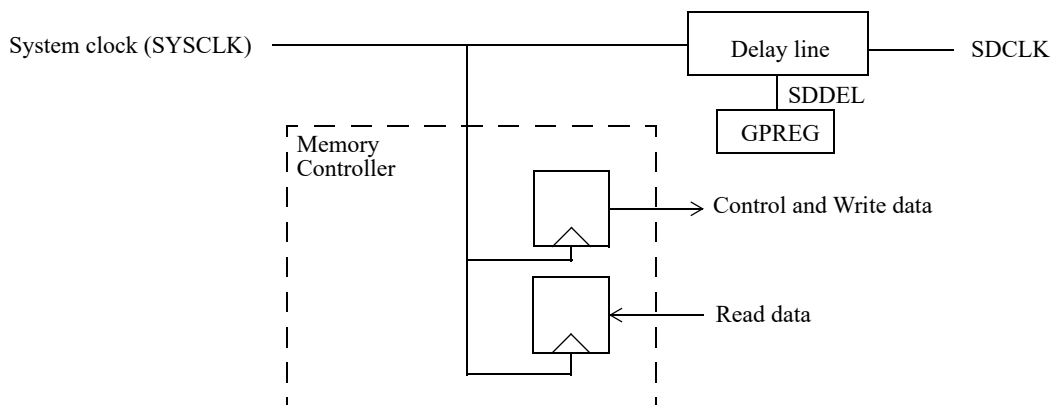 System clock (SYSCLK)
Delay line
SDCLK
SDDEL
GPREG
Memory
Controller
Control and Write data
Read data